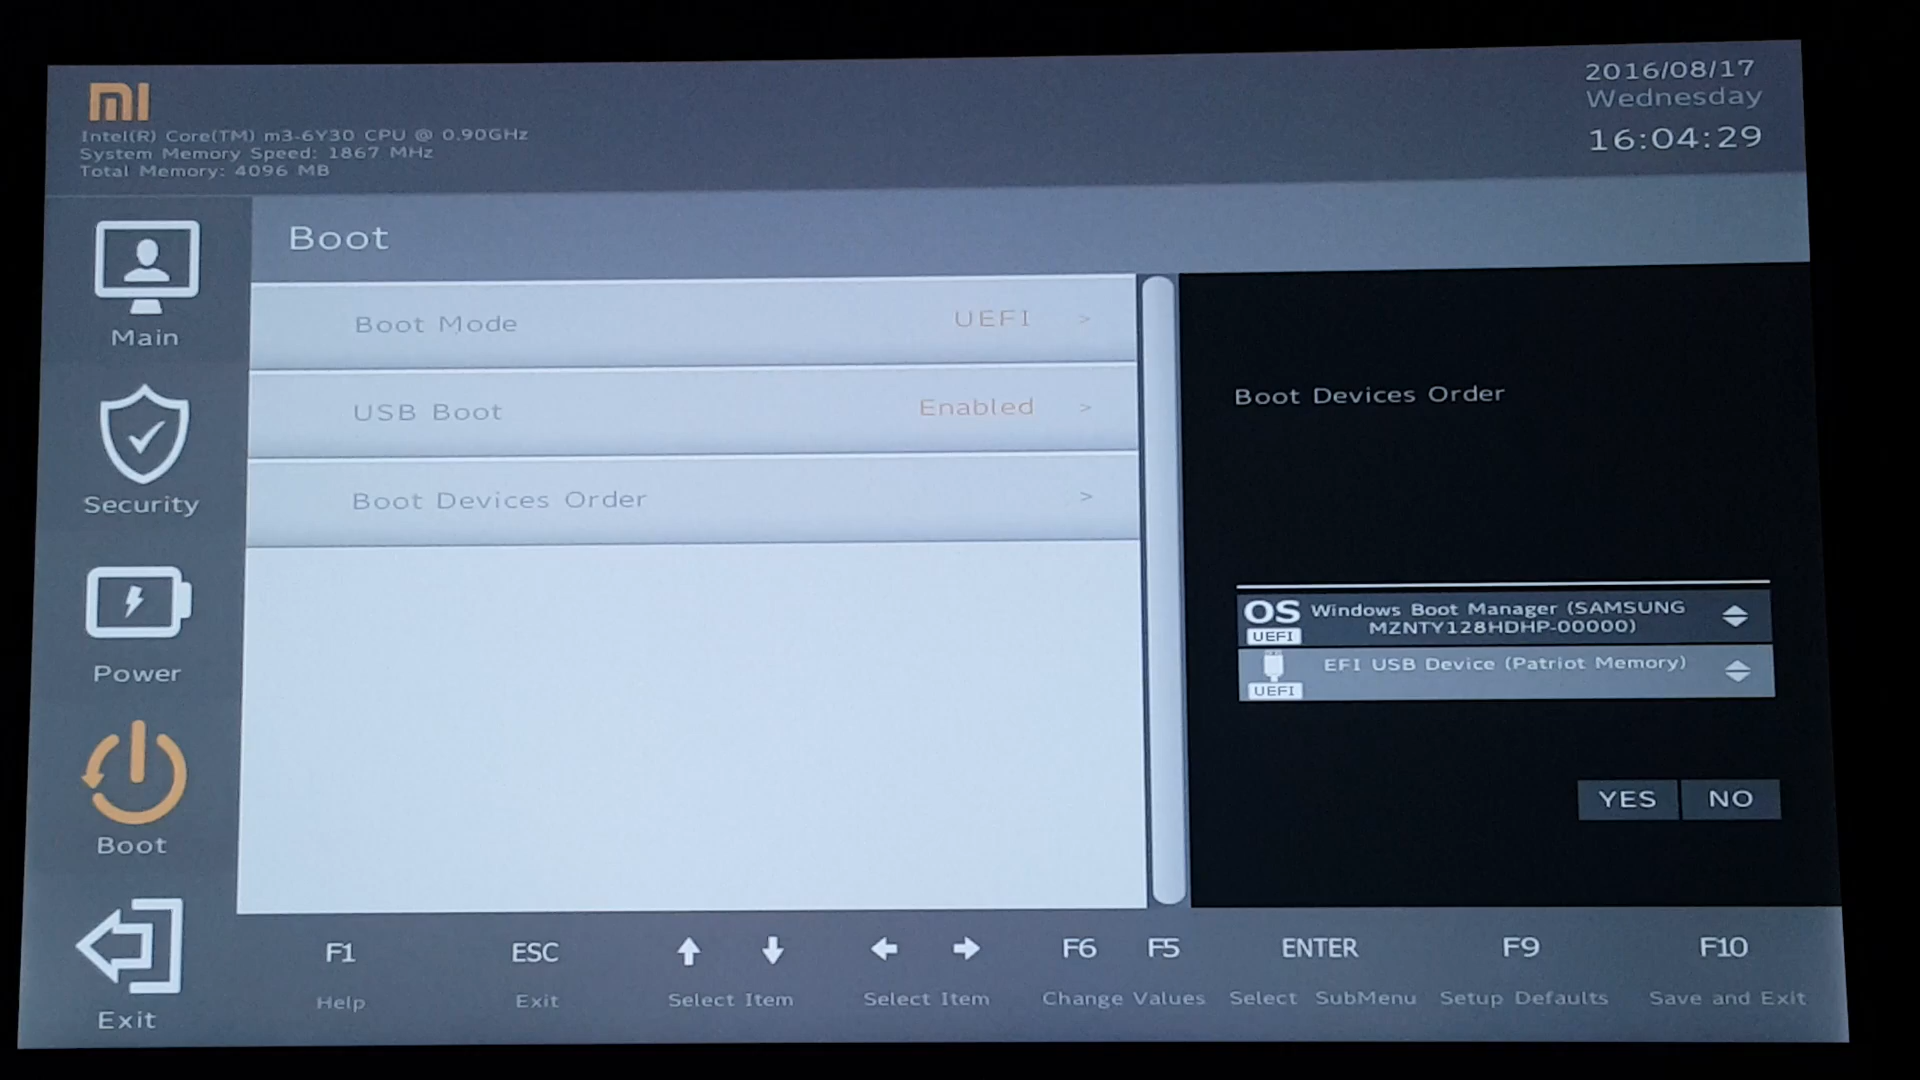 mi
Intel(R) Core(TM) m3-6Y30 CPU @ 0.90GHz
System Memory Speed: 1867 MHz
Total Memory: 4096 MB
2016/08/17
Wednesday
16:04:29
Main
Security
Power
Boot
Exit
Boot
Boot Mode UEFI >
USB Boot Enabled >
Boot Devices Order >
Boot Devices Order
OS UEFI
Windows Boot Manager (SAMSUNG
MZNTY128HDHP-00000)
EFI USB Device (Patriot Memory)
UEFI
YES NO
F1 ESC F6 F5 ENTER F9 F10
Help Exit Select Item Select Item Change Values Select SubMenu Setup Defaults Save and Exit